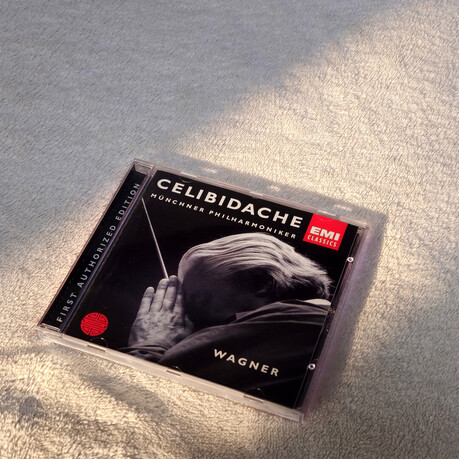 CELIBIDACHE
MÜNCHNER PHILHARMONIKER
EMI
CLASSICS
WAGNER
FIRST AUTHORIZED EDITION